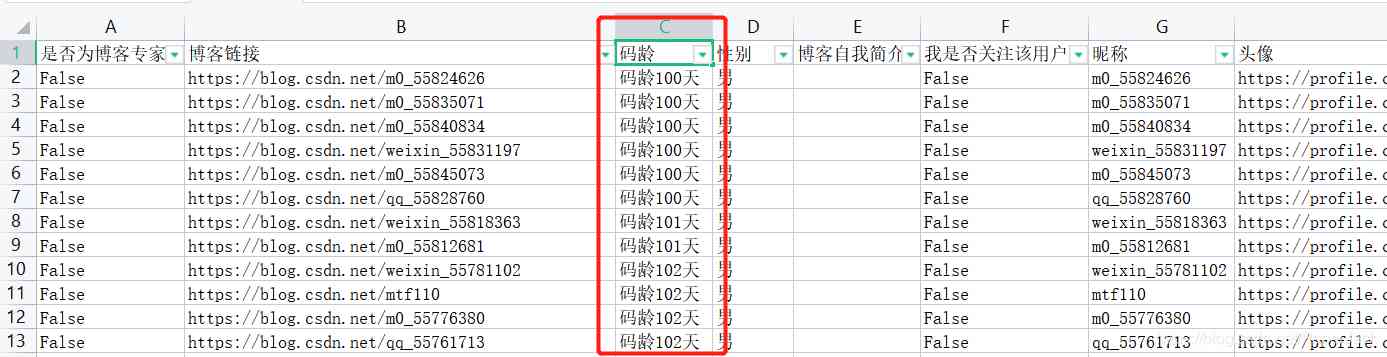 A B C D E F G
1 是否为博客专家 博客链接 码龄 性别 博客自我简介 我是否关注该用户 昵称 头像
2 False https://blog.csdn.net/m0_55824626 码龄100天 男 False m0_55824626 https://profile.c
3 False https://blog.csdn.net/m0_55835071 码龄100天 男 False m0_55835071 https://profile.c
4 False https://blog.csdn.net/m0_55840834 码龄100天 男 False m0_55840834 https://profile.c
5 False https://blog.csdn.net/weixin_55831197 码龄100天 男 False weixin_55831197 https://profile.c
6 False https://blog.csdn.net/m0_55845073 码龄100天 男 False m0_55845073 https://profile.c
7 False https://blog.csdn.net/qq_55828760 码龄100天 男 False qq_55828760 https://profile.c
8 False https://blog.csdn.net/weixin_55818363 码龄101天 男 False weixin_55818363 https://profile.c
9 False https://blog.csdn.net/m0_55812681 码龄101天 男 False m0_55812681 https://profile.c
10 False https://blog.csdn.net/weixin_55781102 码龄102天 男 False weixin_55781102 https://profile.c
11 False https://blog.csdn.net/mtf110 码龄102天 男 False mtf110 https://profile.c
12 False https://blog.csdn.net/m0_55776380 码龄102天 男 False m0_55776380 https://profile.c
13 False https://blog.csdn.net/qq_55761713 码龄102天 男 False qq_55761713 https://profile.c